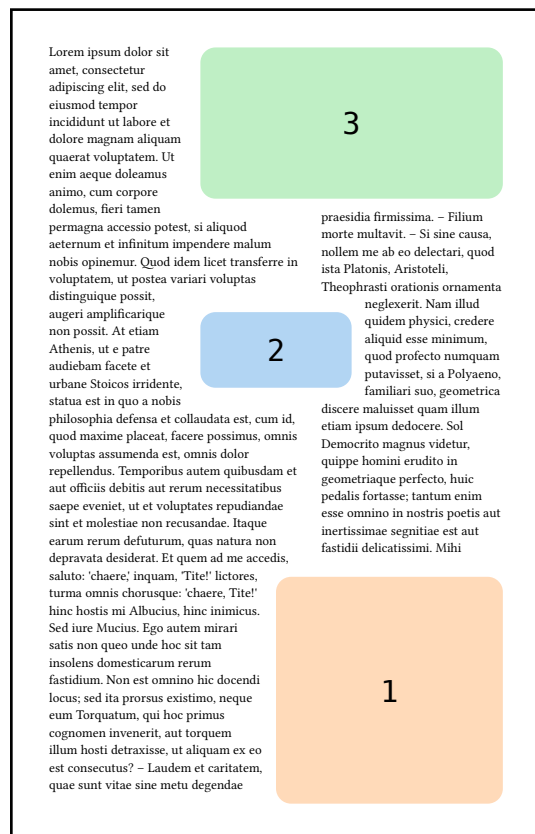 Lorem ipsum dolor sit
amet, consectetur
adipiscing elit, sed do
eiusmod tempor
incididunt ut labore et
dolore magnam aliquam
quaerat voluptatem. Ut
enim aeque doleamus
animo, cum corpore
dolemus, fieri tamen
permagna accessio potest, si aliquod
aeternum et infinitum impendere malum
nobis opinemur. Quod idem licet transferre in
voluptatem, ut postea variari voluptas
distinguique possit,
augeri amplificarique
non possit. At etiam
Athenis, ut e patre
audiebam facete et
urbane Stoicos irridente,
statua est in quo a nobis
philosophia defensa et collaudata est, cum id,
quod maxime placeat, facere possimus, omnis
voluptas assumenda est, omnis dolor
repellendus. Temporibus autem quibusdam et
aut officiis debitis aut rerum necessitatibus
saepe eveniet, ut et voluptates repudiandae
sint et molestiae non recusandae. Itaque
earum rerum defuturum, quas natura non
depravata desiderat. Et quem ad me accedis,
saluto: 'chaere,' inquam, 'Tite!' lictores,
turma omnis chorusque: 'chaere, Tite!'
hinc hostis mi Albucius, hinc inimicus.
Sed iure Mucius. Ego autem mirari
satis non queo unde hoc sit tam
insolens domesticarum rerum
fastidium. Non est omnino hic docendi
locus; sed ita prorsus existimo, neque
eum Torquatum, qui hoc primus
cognomen invenerit, aut torquem
illum hosti detraxisse, ut aliquam ex eo
est consecutus? – Laudem et caritatem,
quae sunt vitae sine metu degendae
3
praesidia firmissima. – Filium
morte multavit. – Si sine causa,
nollem me ab eo delectari, quod
ista Platonis, Aristoteli,
Theophrasti orationis ornamenta
neglexerit. Nam illud
quidem physici, credere
aliquid esse minimum,
quod profecto numquam
putavisset, si a Polyaeno,
familiari suo, geometrica
discere maluisset quam illum
etiam ipsum dedocere. Sol
Democrito magnus videtur,
quippe homini erudito in
geometriaque perfecto, huic
pedalis fortasse; tantum enim
esse omnino in nostris poetis aut
inertissimae segnitiae est aut
fastidii delicatissimi. Mihi
2
1